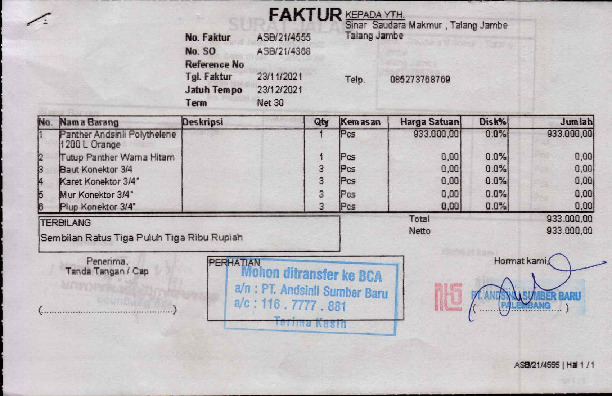 FAKTUR
KEPADA YTH.
Sinar Saudara Makmur , Talang Jambe
Talang Jambe
No. Faktur ASB/21/4555
No. SO ASB/21/4368
Reference No
Tgl. Faktur 23/11/2021 Telp. 085273768769
Jatuh Tempo 23/12/2021
Term Net 30
No. Nama Barang Deskripsi Qty Kemasan Harga Satuan Disk% Jumlah
1 Panther Andsinli Polythelene 1 Pcs 933.000,00 0.0% 933.000,00
1200 L Orange
2 Tutup Panther Warna Hitam 1 Pcs 0,00 0.0% 0,00
3 Baut Konektor 3/4 3 Pcs 0,00 0.0% 0,00
4 Karet Konektor 3/4" 3 Pcs 0,00 0.0% 0,00
5 Mur Konektor 3/4" 3 Pcs 0,00 0.0% 0,00
6 Plup Konektor 3/4" 3 Pcs 0,00 0.0% 0,00
TERBILANG
Sembilan Ratus Tiga Puluh Tiga Ribu Rupiah
Total 933.000,00
Netto 933.000,00
Penerima,
Tanda Tangan / Cap
PERHATIAN
Mohon ditransfer ke BCA
a/n : PT. Andsinli Sumber Baru
a/c : 116 . 7777 . 881
Terima Kasih
Hormat kami,
PT. ANDSINLI SUMBER BARU
PALEMBANG
(........................)
(........................)
ASB/21/4555 | Hal 1 / 1